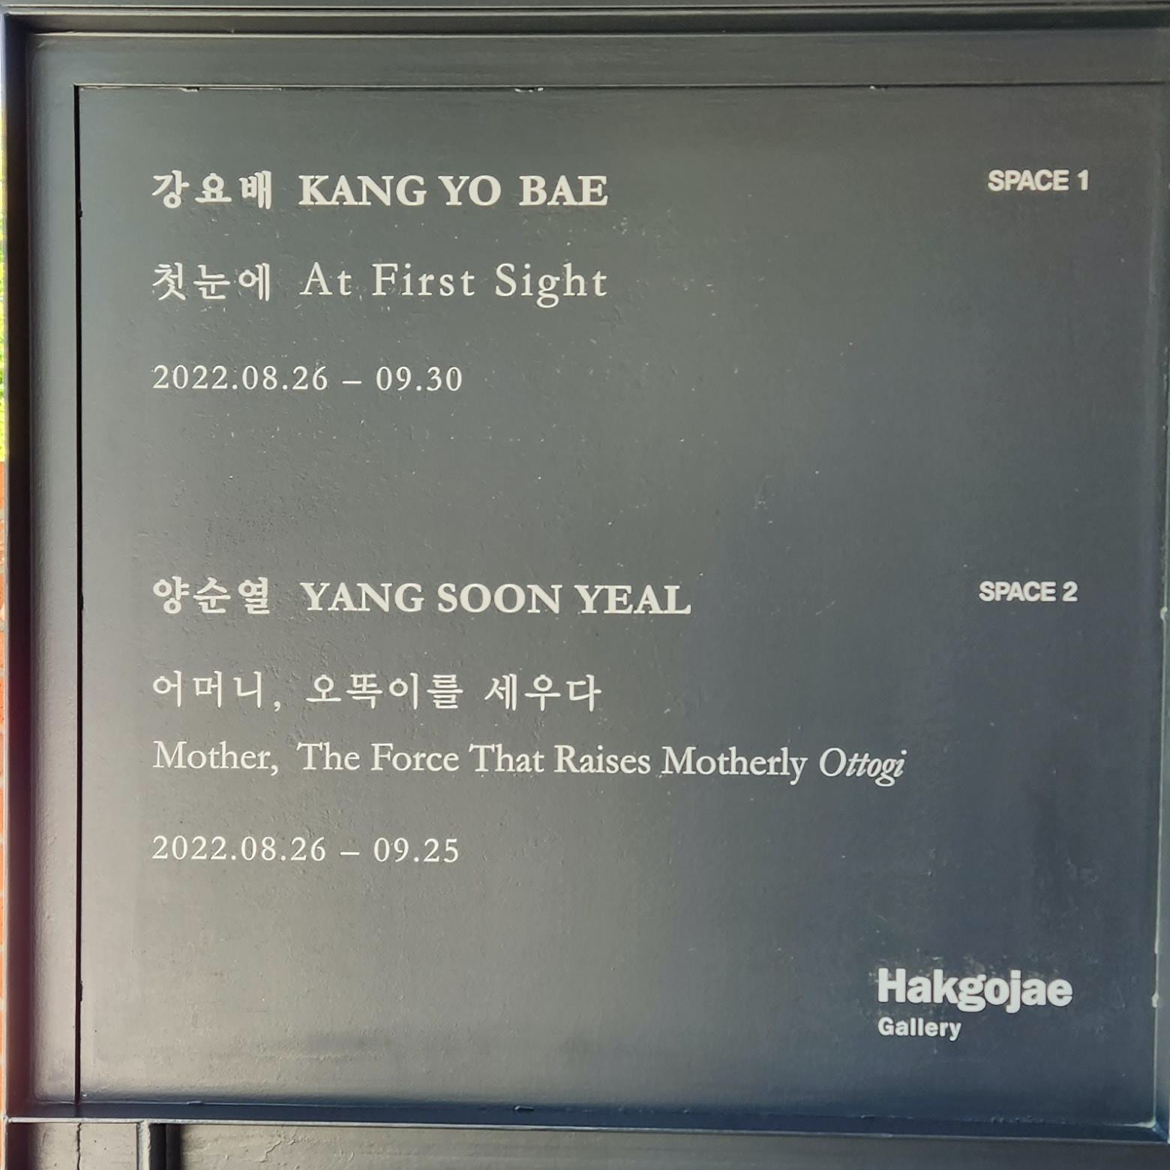 강요배 KANG YO BAE SPACE 1
첫눈에 At First Sight
2022.08.26 – 09.30
양순열 YANG SOON YEAL SPACE 2
어머니, 오똑이를 세우다
Mother, The Force That Raises Motherly Ottogi
2022.08.26 – 09.25
Hakgojae
Gallery